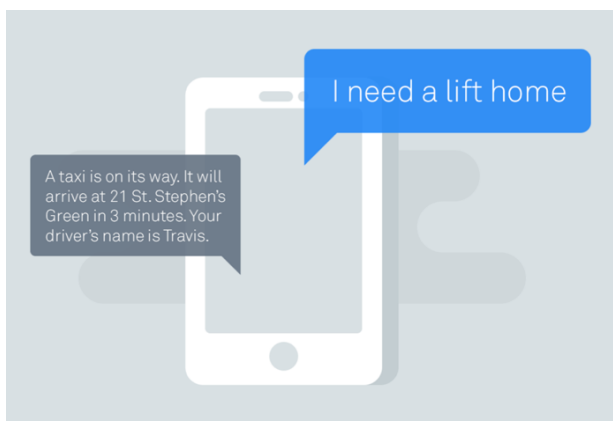 I need a lift home
A taxi is on its way. It will
arrive at 21 St. Stephen's
Green in 3 minutes. Your
driver's name is Travis.